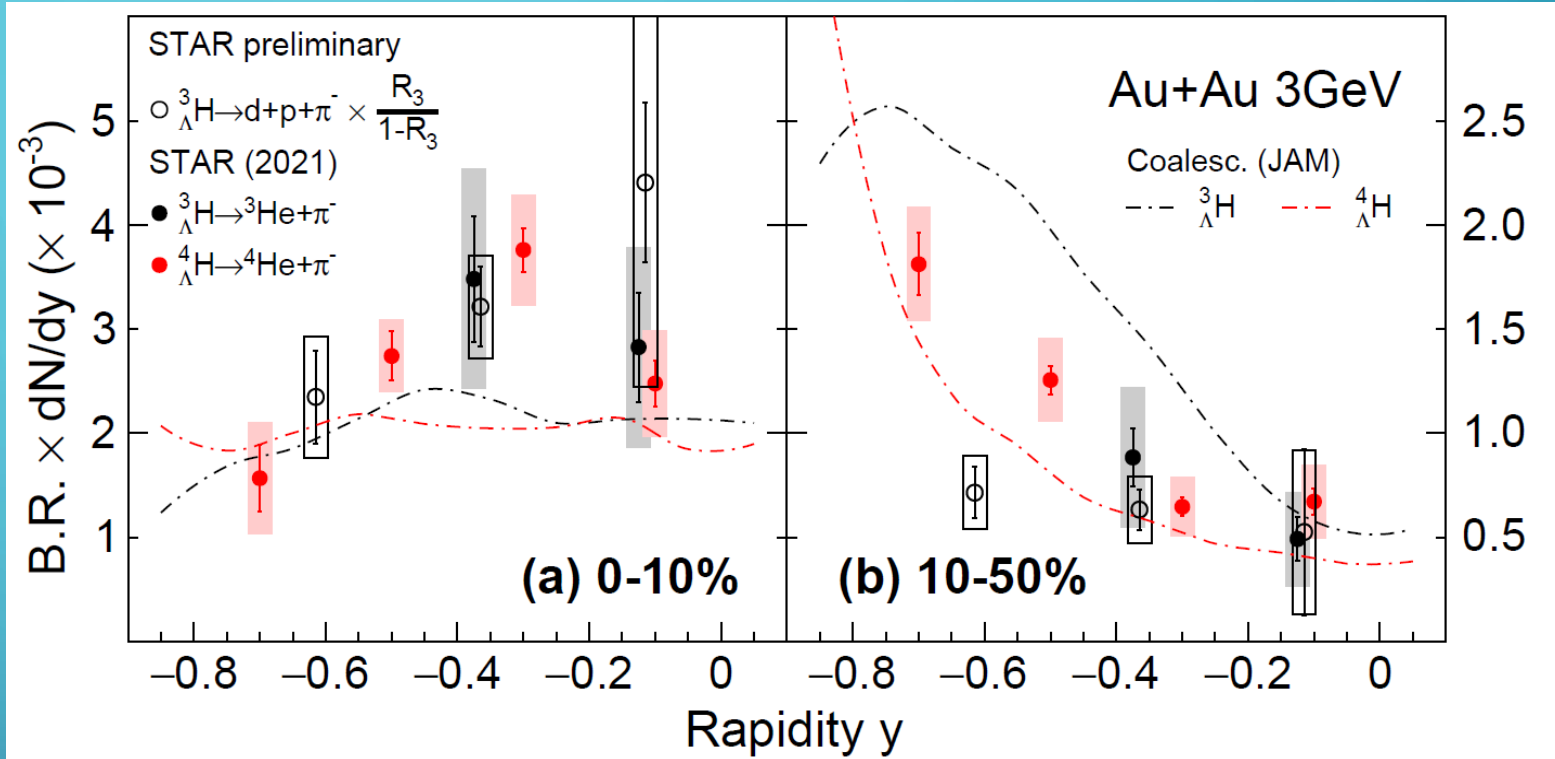 STAR preliminary
○ ³ΛH→d+p+π⁻ × R₃/1-R₃
STAR (2021)
● ³ΛH→³He+π⁻
● ⁴ΛH→⁴He+π⁻
Au+Au 3GeV
Coalesc. (JAM)
³ΛH ⁴ΛH
B.R. × dN/dy (× 10⁻³)
5
4
3
2
1
2.5
2.0
1.5
1.0
0.5
(a) 0-10%
(b) 10-50%
−0.8 −0.6 −0.4 −0.2 0
−0.8 −0.6 −0.4 −0.2 0
Rapidity y